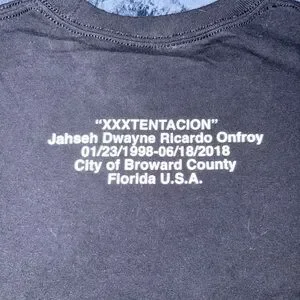 “XXXTENTACION”
Jahseh Dwayne Ricardo Onfroy
01/23/1998-06/18/2018
City of Broward County
Florida U.S.A.